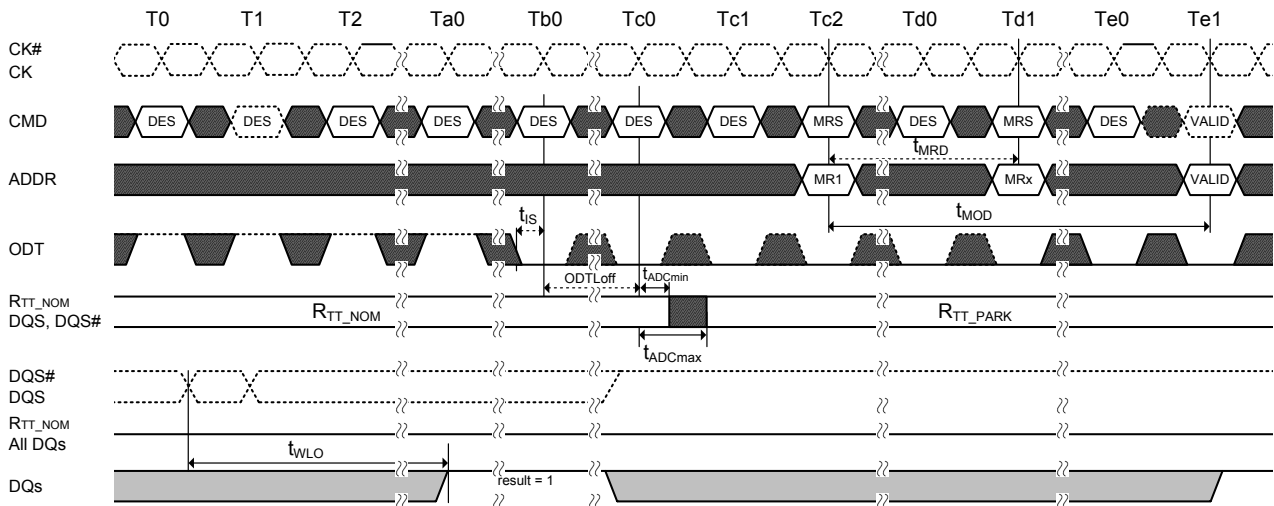 T0 T1 T2 Ta0 Tb0 Tc0 Tc1 Tc2 Td0 Td1 Te0 Te1
CK#
CK
CMD DES DES DES DES DES DES DES MRS DES MRS DES VALID
tMRD
ADDR MR1 MRx VALID
tIS tMOD
ODT
ODTLoff tADCmin
RTT_NOM
DQS, DQS# RTT_NOM RTT_PARK
tADCmax
DQS#
DQS
RTT_NOM
All DQs
tWLO
DQs result = 1